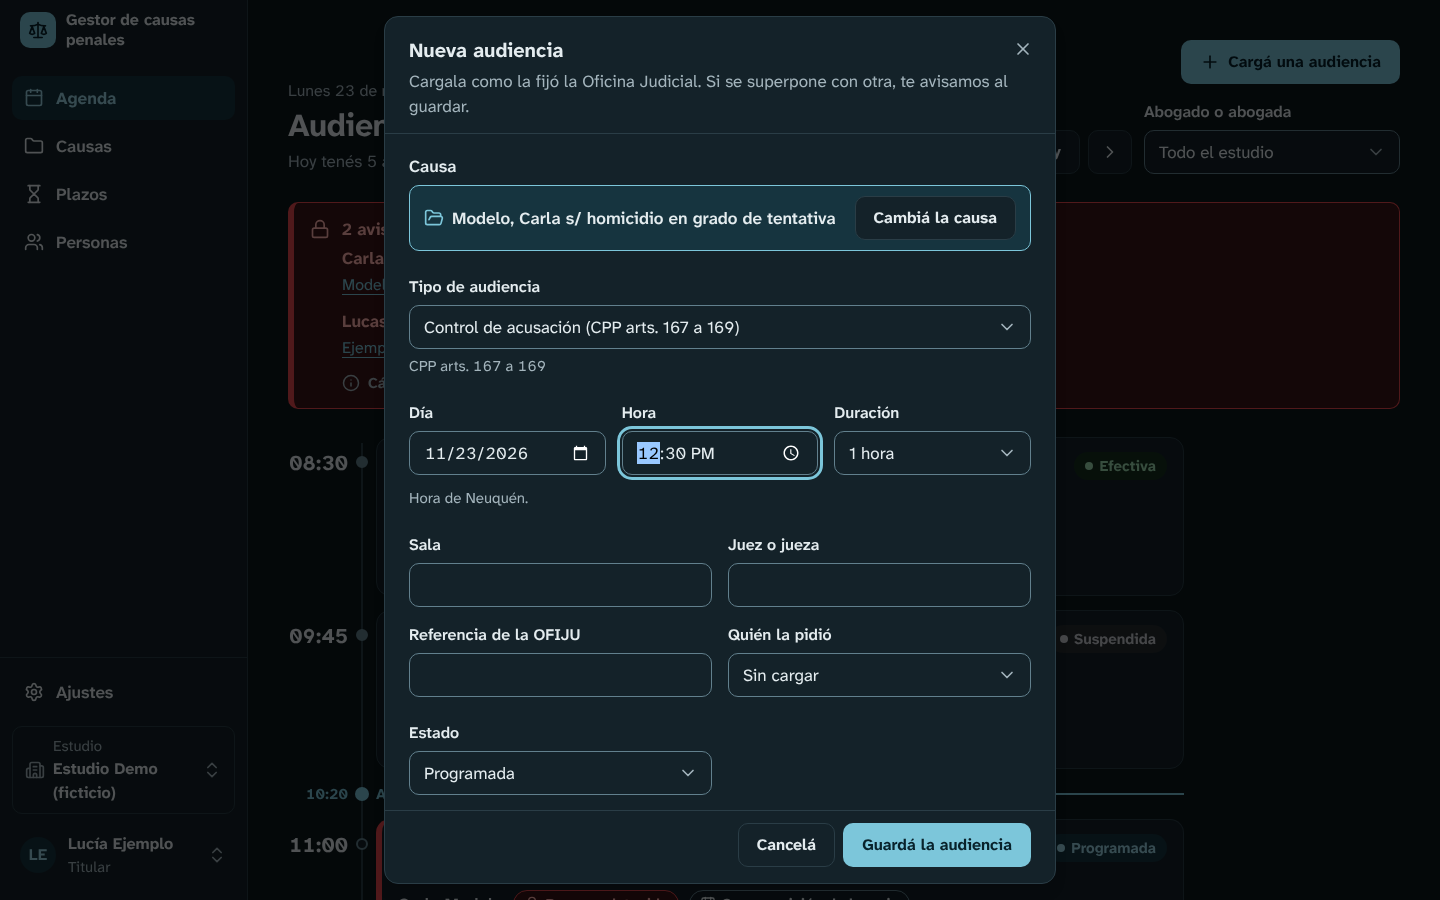 Gestor de causas
penales
Agenda
Causas
Plazos
Personas
Ajustes
Estudio
Estudio Demo
(ficticio)
LE
Lucía Ejemplo
Titular
Lunes 23 de
Hoy tenés 5
Cargá una audiencia
Abogado o abogada
Todo el estudio
2
Carla
Lucas
08:30
Efectiva
09:45
Suspendida
10:20
11:00
Programada
Nueva audiencia
Cargala como la fijó la Oficina Judicial. Si se superpone con otra, te avisamos al
guardar.
Causa
Modelo, Carla s/ homicidio en grado de tentativa
Cambiá la causa
Tipo de audiencia
Control de acusación (CPP arts. 167 a 169)
CPP arts. 167 a 169
Día
Hora
Duración
11/23/2026
12:30 PM
1 hora
Hora de Neuquén.
Sala
Juez o jueza
Referencia de la OFIJU
Quién la pidió
Sin cargar
Estado
Programada
Cancelá
Guardá la audiencia